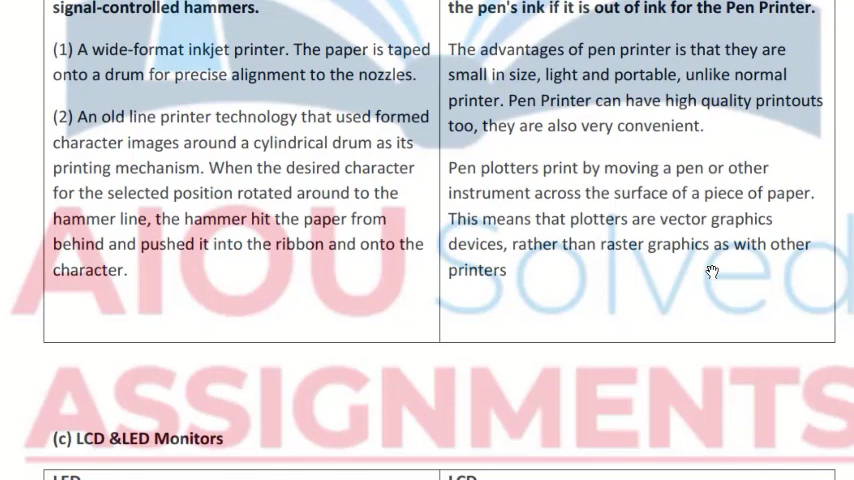 signal-controlled hammers.
(1) A wide-format inkjet printer. The paper is taped
onto a drum for precise alignment to the nozzles.
(2) An old line printer technology that used formed
character images around a cylindrical drum as its
printing mechanism. When the desired character
for the selected position rotated around to the
hammer line, the hammer hit the paper from
behind and pushed it into the ribbon and onto the
character.
the pen's ink if it is out of ink for the Pen Printer.
The advantages of pen printer is that they are
small in size, light and portable, unlike normal
printer. Pen Printer can have high quality printouts
too, they are also very convenient.
Pen plotters print by moving a pen or other
instrument across the surface of a piece of paper.
This means that plotters are vector graphics
devices, rather than raster graphics as with other
printers
AIOU Solved
ASSIGNMENTS
(c) LCD &LED Monitors
LED
LCD